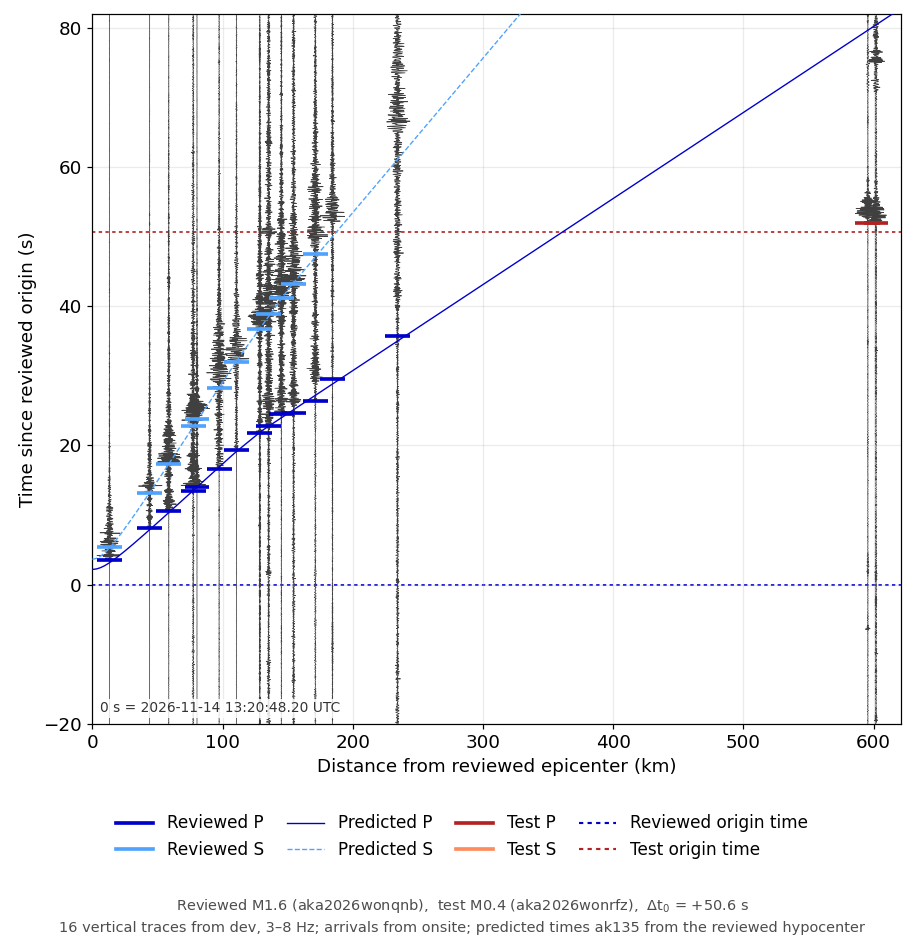 80
60
40
20
0
−20
Time since reviewed origin (s)
0 s = 2026-11-14 13:20:48.20 UTC
0 100 200 300 400 500 600
Distance from reviewed epicenter (km)
Reviewed P Predicted P Test P Reviewed origin time
Reviewed S Predicted S Test S Test origin time
Reviewed M1.6 (aka2026wonqnb), test M0.4 (aka2026wonrfz), Δt₀ = +50.6 s
16 vertical traces from dev, 3–8 Hz; arrivals from onsite; predicted times ak135 from the reviewed hypocenter